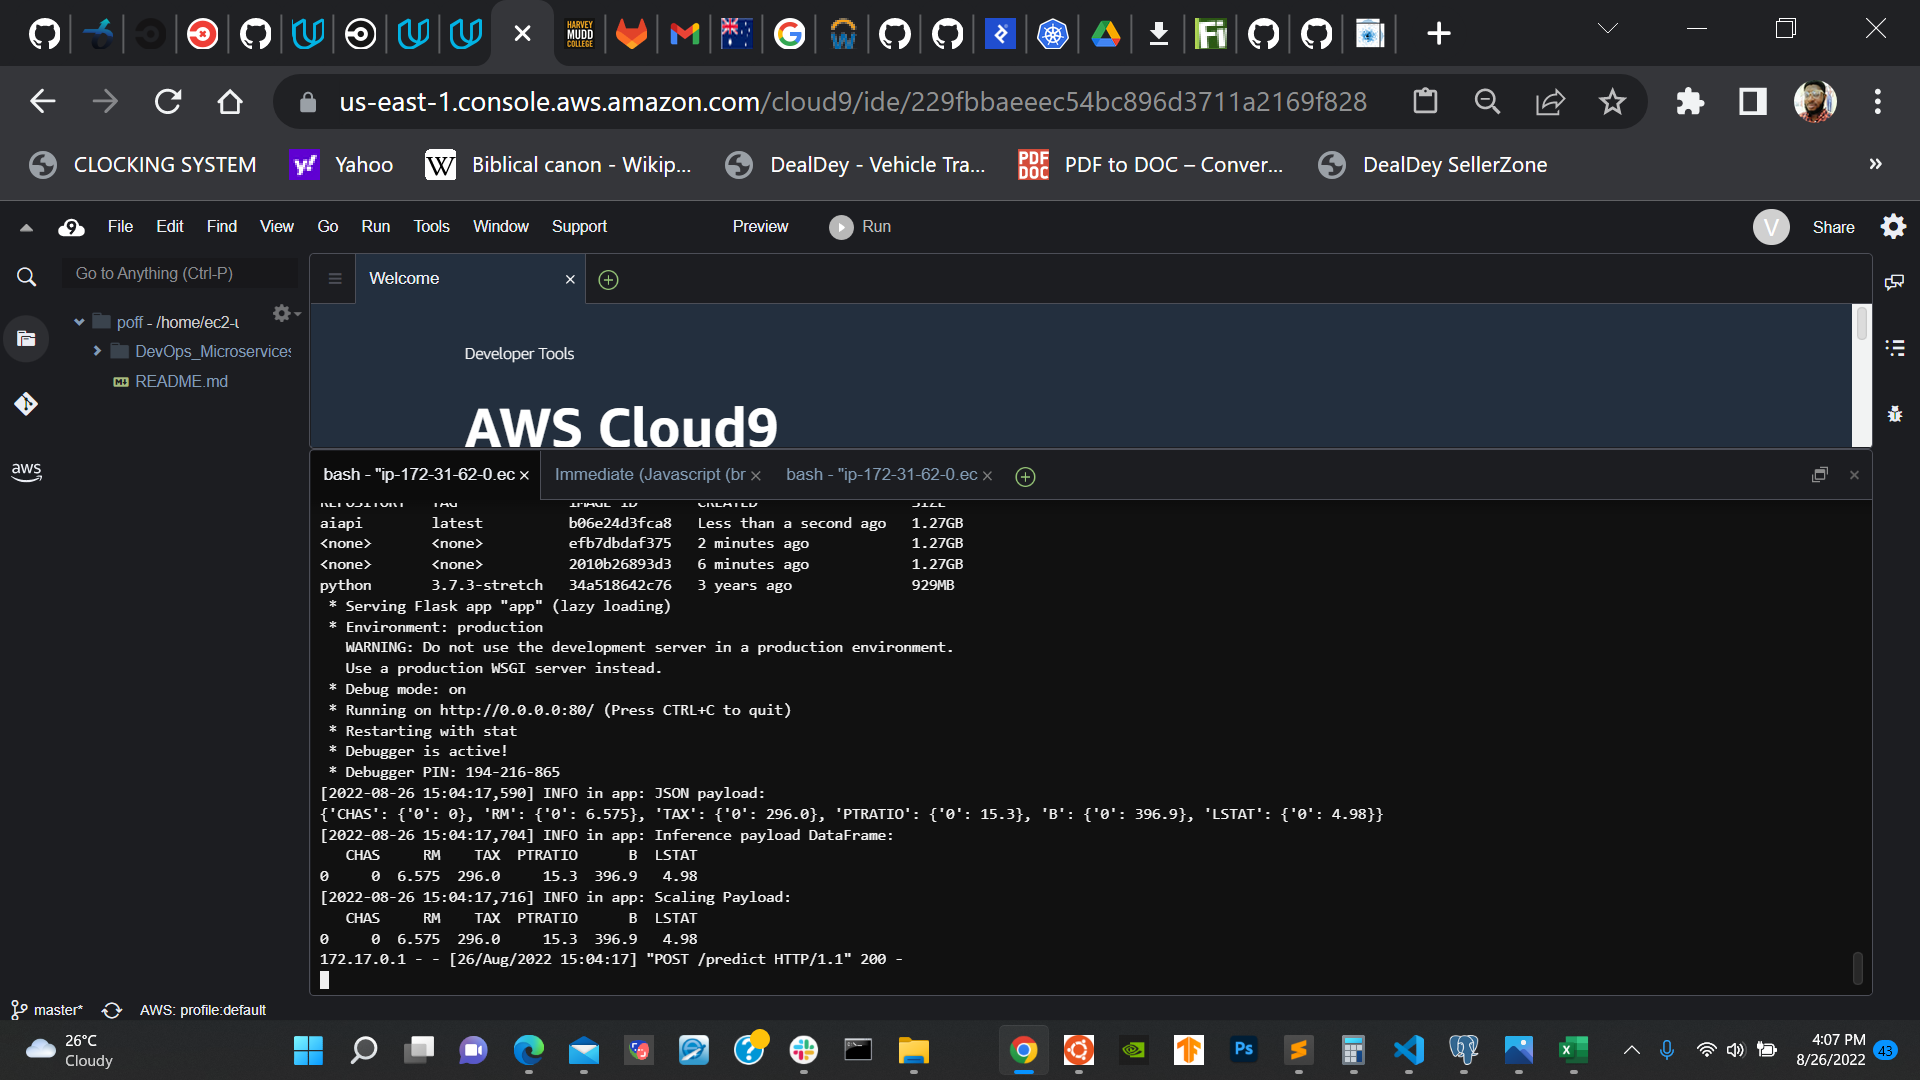 us-east-1.console.aws.amazon.com/cloud9/ide/229fbbaeeec54bc896d3711a2169f828
CLOCKING SYSTEM Yahoo Biblical canon - Wikip... DealDey - Vehicle Tra... PDF to DOC – Conver... DealDey SellerZone »
File Edit Find View Go Run Tools Window Support Preview Run V Share
Go to Anything (Ctrl-P)
Welcome
poff - /home/ec2-u
DevOps_Microservices
README.md
aws
Developer Tools
AWS Cloud9
bash - "ip-172-31-62-0.ec Immediate (Javascript (br bash - "ip-172-31-62-0.ec
REPOSITORY TAG IMAGE ID CREATED SIZE
aiapi latest b06e24d3fca8 Less than a second ago 1.27GB
<none> <none> efb7dbdaf375 2 minutes ago 1.27GB
<none> <none> 2010b26893d3 6 minutes ago 1.27GB
python 3.7.3-stretch 34a518642c76 3 years ago 929MB
* Serving Flask app "app" (lazy loading)
* Environment: production
WARNING: Do not use the development server in a production environment.
Use a production WSGI server instead.
* Debug mode: on
* Running on http://0.0.0.0:80/ (Press CTRL+C to quit)
* Restarting with stat
* Debugger is active!
* Debugger PIN: 194-216-865
[2022-08-26 15:04:17,590] INFO in app: JSON payload:
{'CHAS': {'0': 0}, 'RM': {'0': 6.575}, 'TAX': {'0': 296.0}, 'PTRATIO': {'0': 15.3}, 'B': {'0': 396.9}, 'LSTAT': {'0': 4.98}}
[2022-08-26 15:04:17,704] INFO in app: Inference payload DataFrame:
CHAS RM TAX PTRATIO B LSTAT
0 0 6.575 296.0 15.3 396.9 4.98
[2022-08-26 15:04:17,716] INFO in app: Scaling Payload:
CHAS RM TAX PTRATIO B LSTAT
0 0 6.575 296.0 15.3 396.9 4.98
172.17.0.1 - - [26/Aug/2022 15:04:17] "POST /predict HTTP/1.1" 200 -
master* AWS: profile:default
26°C
Cloudy
4:07 PM
8/26/2022
43